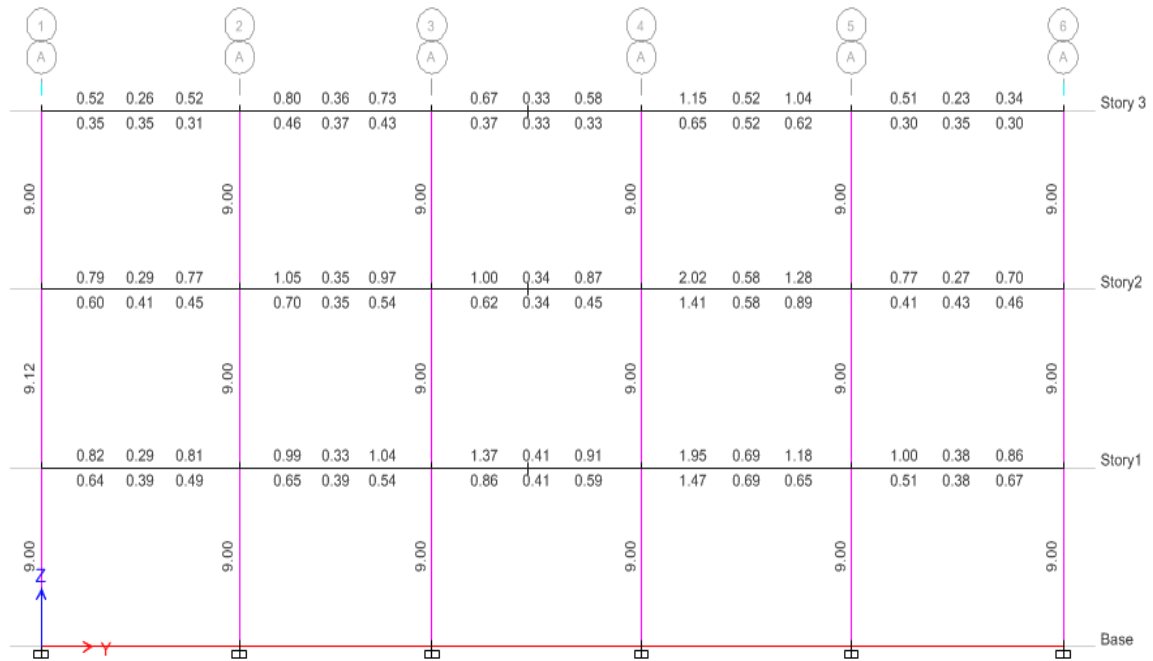 1 2 3 4 5 6
A A A A A A
0.52 0.26 0.52 0.80 0.36 0.73 0.67 0.33 0.58 1.15 0.52 1.04 0.51 0.23 0.34
Story 3
0.35 0.35 0.31 0.46 0.37 0.43 0.37 0.33 0.33 0.65 0.52 0.62 0.30 0.35 0.30
9.00 9.00 9.00 9.00 9.00 9.00
0.79 0.29 0.77 1.05 0.35 0.97 1.00 0.34 0.87 2.02 0.58 1.28 0.77 0.27 0.70
Story2
0.60 0.41 0.45 0.70 0.35 0.54 0.62 0.34 0.45 1.41 0.58 0.89 0.41 0.43 0.46
9.12 9.00 9.00 9.00 9.00 9.00
0.82 0.29 0.81 0.99 0.33 1.04 1.37 0.41 0.91 1.95 0.69 1.18 1.00 0.38 0.86
Story1
0.64 0.39 0.49 0.65 0.39 0.54 0.86 0.41 0.59 1.47 0.69 0.65 0.51 0.38 0.67
9.00 9.00 9.00 9.00 9.00 9.00
Z
Y
Base